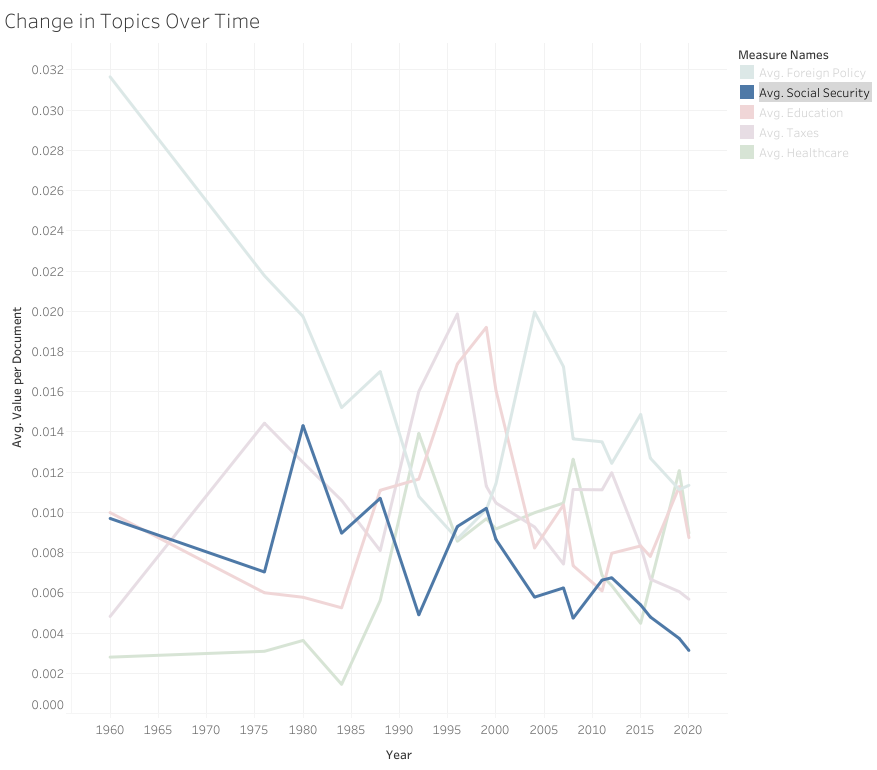 Change in Topics Over Time
Measure Names
Avg. Foreign Policy
Avg. Social Security
Avg. Education
Avg. Taxes
Avg. Healthcare
Avg. Value per Document
0.032
0.030
0.028
0.026
0.024
0.022
0.020
0.018
0.016
0.014
0.012
0.010
0.008
0.006
0.004
0.002
0.000
1960 1965 1970 1975 1980 1985 1990 1995 2000 2005 2010 2015 2020
Year